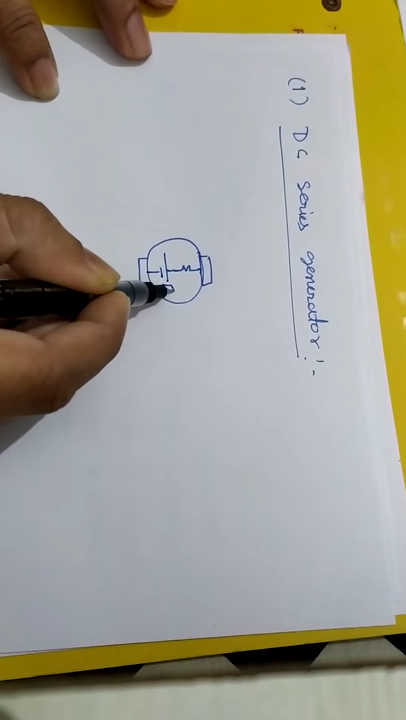 (1) DC series generator :-